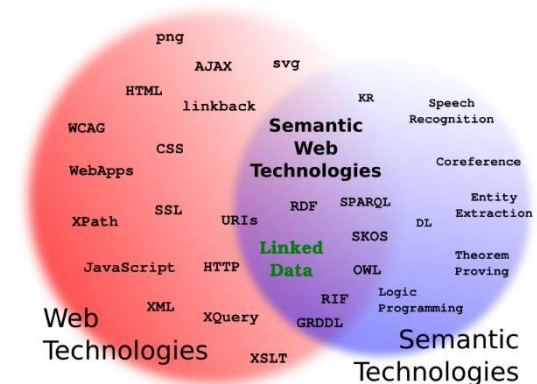 png
AJAX
svg
HTML
linkback
KR
Speech
Recognition
WCAG
Semantic
Web
Technologies
CSS
WebApps
Coreference
SSL
XPath
URIs
RDF
SPARQL
DL
Entity
Extraction
SKOS
Linked
Data
JavaScript
HTTP
OWL
Theorem
Proving
XML
XQuery
RIF
Logic
Programming
GRDDL
XSLT
Web
Technologies
Semantic
Technologies